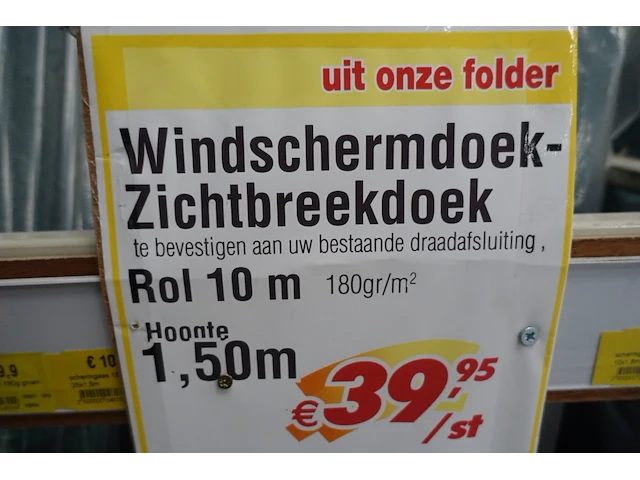 uit onze folder
Windschermdoek-
Zichtbreekdoek
te bevestigen aan uw bestaande draadafsluiting,
Rol 10 m 180gr/m²
Hoogte
1,50m
€39,95
/st
€ 10